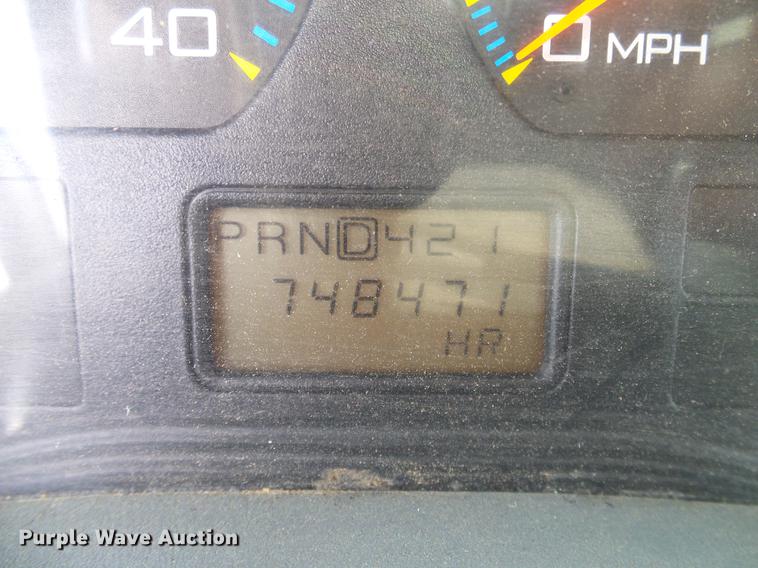 40
0 MPH
PRND421
748471
HR
Purple Wave Auction